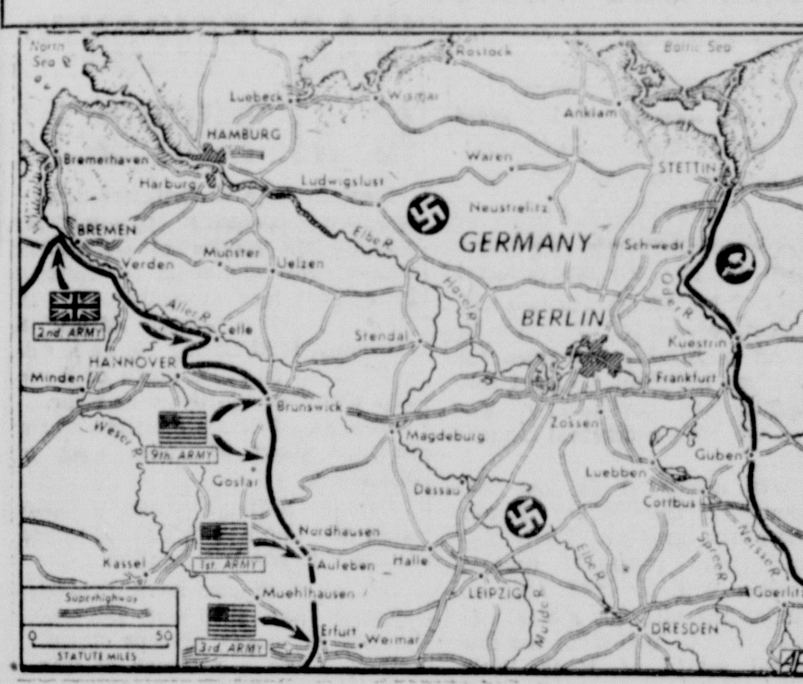 North
Sea
Baltic Sea
Rostock
Luebeck
Wismar
Anklam
HAMBURG
Bremerhaven
Waren
STETTIN
Harburg
Ludwigslust
Neustrelitz
BREMEN
Elbe R.
GERMANY
Schwedt
Verden
Munster
Uelzen
Havel R.
Oder R.
2nd. ARMY
Aller R.
Celle
BERLIN
Stendal
Kuestrin
HANNOVER
Minden
Frankfurt
Brunswick
Weser R.
9th. ARMY
Magdeburg
Zossen
Guben
Goslar
Luebben
Dessau
Cottbus
Nordhausen
1st. ARMY
Elbe R.
Spree R.
Neisse R.
Kassel
Auleben
Halle
Muehlhausen
LEIPZIG
Mulde R.
Goerlitz
Superhighway
0 50
STATUTE MILES
3rd. ARMY
Erfurt
Weimar
DRESDEN